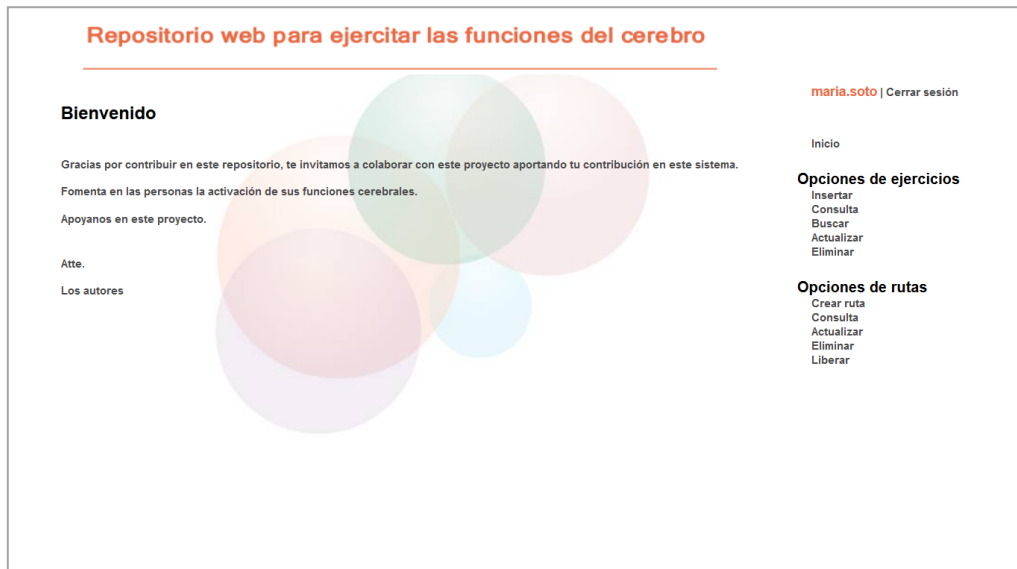 Repositorio web para ejercitar las funciones del cerebro
maria.soto | Cerrar sesión
Bienvenido
Gracias por contribuir en este repositorio, te invitamos a colaborar con este proyecto aportando tu contribución en este sistema.
Fomenta en las personas la activación de sus funciones cerebrales.
Apoyanos en este proyecto.
Atte.
Los autores
Inicio
Opciones de ejercicios
Insertar
Consulta
Buscar
Actualizar
Eliminar
Opciones de rutas
Crear ruta
Consulta
Actualizar
Eliminar
Liberar